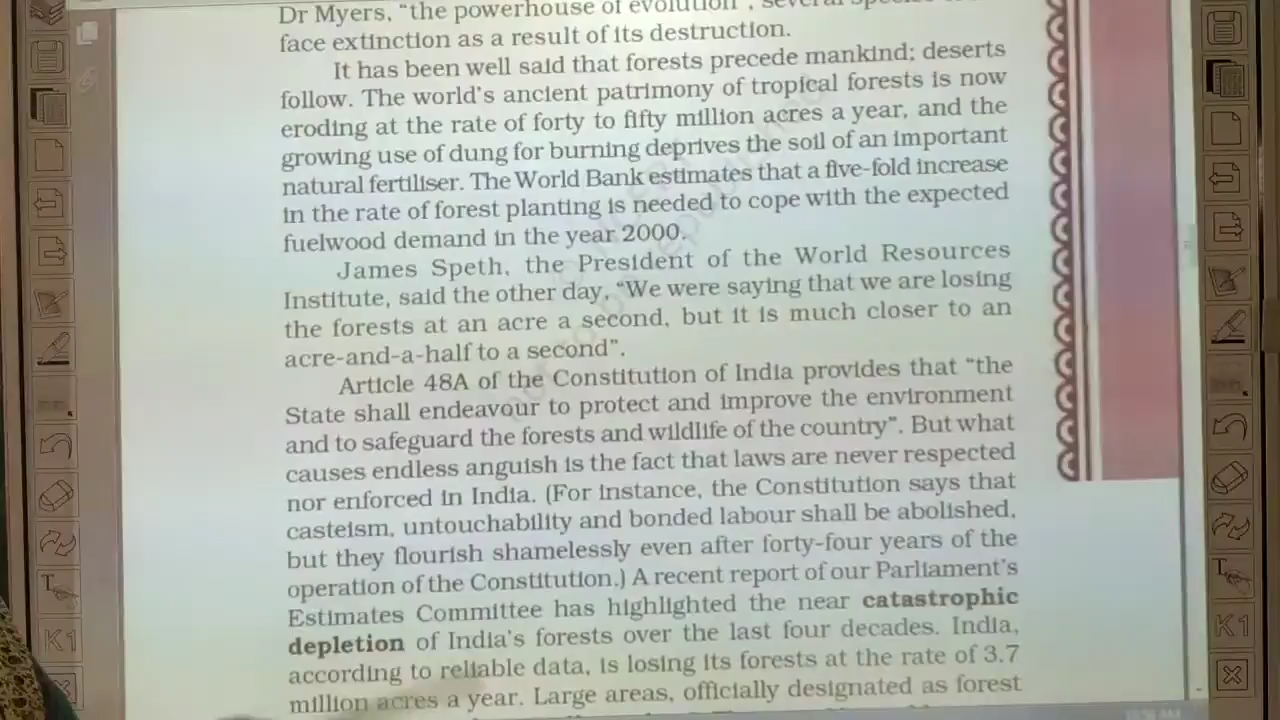 Dr Myers, “the powerhouse of evolution”, several
face extinction as a result of its destruction.
It has been well said that forests precede mankind; deserts
follow. The world’s ancient patrimony of tropical forests is now
eroding at the rate of forty to fifty million acres a year, and the
growing use of dung for burning deprives the soil of an important
natural fertiliser. The World Bank estimates that a five-fold increase
in the rate of forest planting is needed to cope with the expected
fuelwood demand in the year 2000.
James Speth, the President of the World Resources
Institute, said the other day, “We were saying that we are losing
the forests at an acre a second, but it is much closer to an
acre-and-a-half to a second”.
Article 48A of the Constitution of India provides that “the
State shall endeavour to protect and improve the environment
and to safeguard the forests and wildlife of the country”. But what
causes endless anguish is the fact that laws are never respected
nor enforced in India. (For instance, the Constitution says that
casteism, untouchability and bonded labour shall be abolished,
but they flourish shamelessly even after forty-four years of the
operation of the Constitution.) A recent report of our Parliament’s
Estimates Committee has highlighted the near catastrophic
depletion of India’s forests over the last four decades. India,
according to reliable data, is losing its forests at the rate of 3.7
million acres a year. Large areas, officially designated as forest
K1
K1